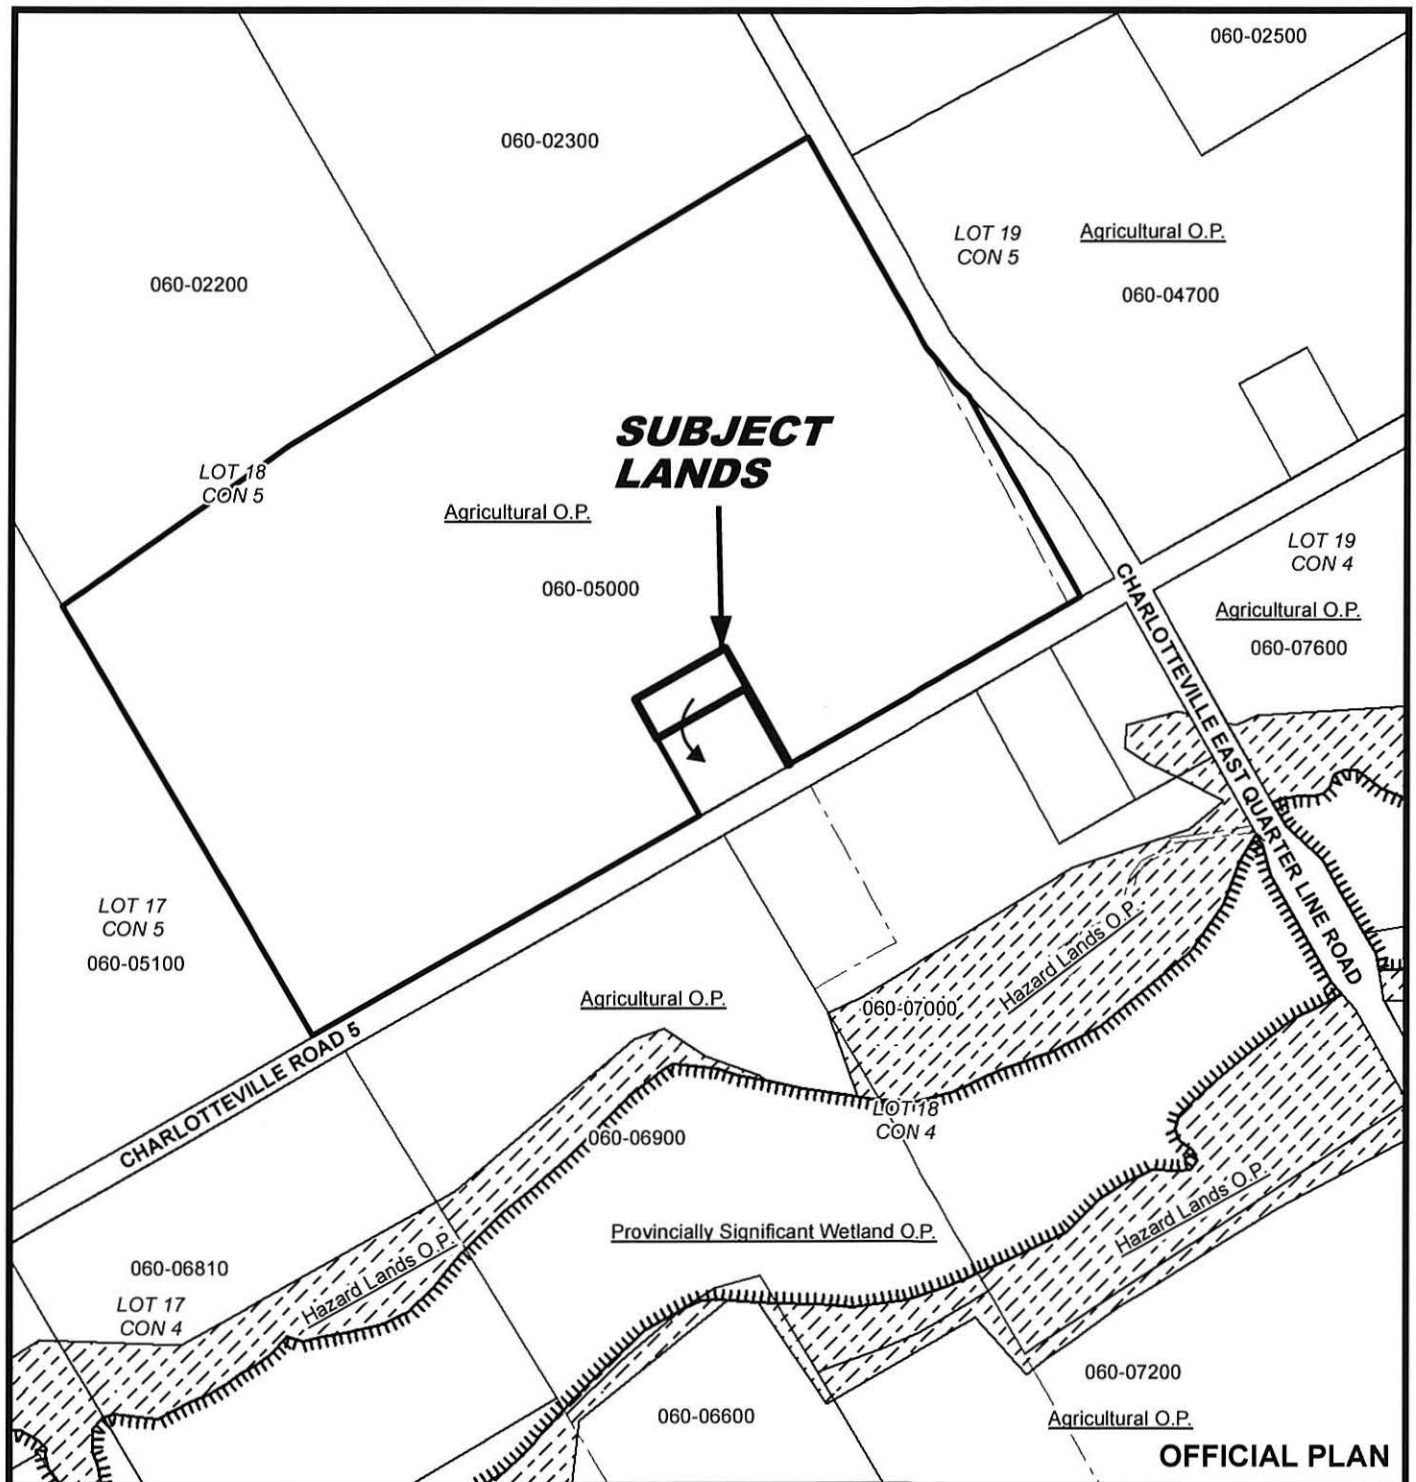 060-02500
060-02300
LOT 19
CON 5
Agricultural O.P.
060-02200
060-04700
SUBJECT
LANDS
LOT 18
CON 5
Agricultural O.P.
LOT 19
CON 4
060-05000
Agricultural O.P.
060-07600
CHARLOTTEVILLE EAST QUARTER LINE ROAD
LOT 17
CON 5
060-05100
Hazard Lands O.P.
Agricultural O.P.
060-07000
CHARLOTTEVILLE ROAD 5
LOT 18
CON 4
060-06900
Hazard Lands O.P.
Provincially Significant Wetland O.P.
060-06810
Hazard Lands O.P.
LOT 17
CON 4
060-07200
060-06600
Agricultural O.P.
OFFICIAL PLAN